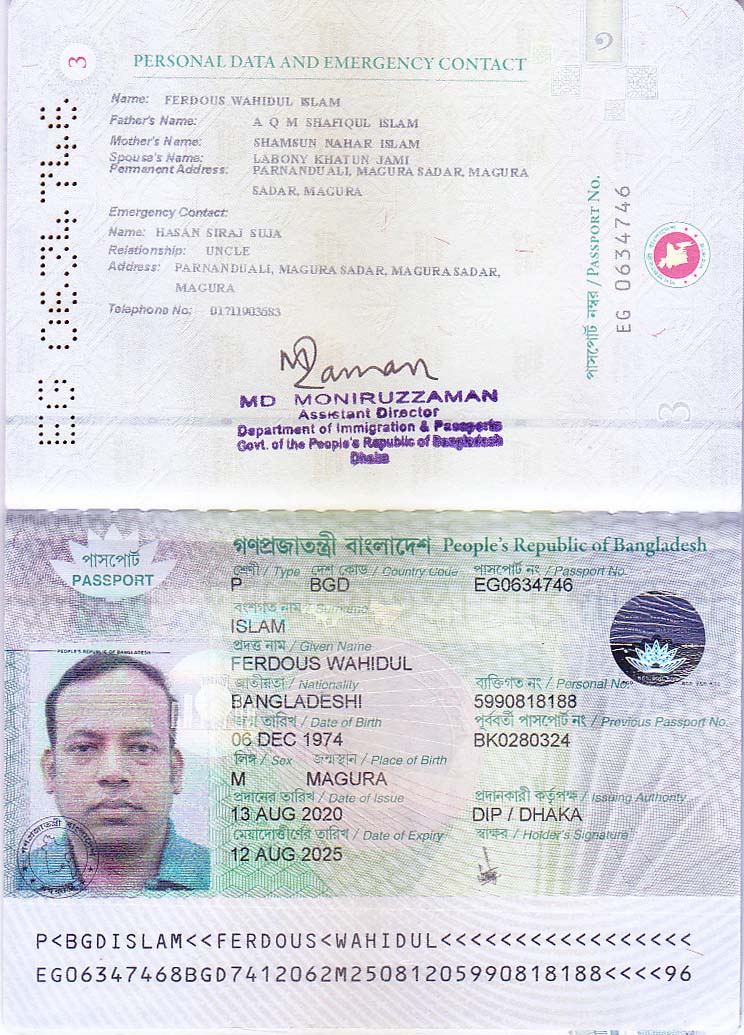 3
PERSONAL DATA AND EMERGENCY CONTACT
Name: FERDOUS WAHIDUL ISLAM
Father's Name: A Q M SHAFIQUL ISLAM
Mother's Name: SHAMSUN NAHAR ISLAM
Spouse's Name: LABONY KHATUN JAMI
Permanent Address: PARNANDUALI, MAGURA SADAR, MAGURA
SADAR, MAGURA
Emergency Contact:
Name: HASAN SIRAJ SUJA
Relationship: UNCLE
Address: PARNANDUALI, MAGURA SADAR, MAGURA SADAR,
MAGURA
Telephone No: 01711903583
পাসপোর্ট নম্বর / PASSPORT No.
EG 0634746
3
MD MONIRUZZAMAN
Assistant Director
Department of Immigration & Passports
Govt. of the People's Republic of Bangladesh
Dhaka
পাসপোর্ট
PASSPORT
গণপ্রজাতন্ত্রী বাংলাদেশ People's Republic of Bangladesh
শ্রেণী / Type দেশ কোড / Country Code পাসপোর্ট নং / Passport No.
P BGD EG0634746
বংশগত নাম / Surname
ISLAM
প্রদত্ত নাম / Given Name
FERDOUS WAHIDUL
জাতীয়তা / Nationality ব্যক্তিগত নং / Personal No.
BANGLADESHI 5990818188
জন্ম তারিখ / Date of Birth পূর্ববর্তী পাসপোর্ট নং / Previous Passport No.
06 DEC 1974 BK0280324
লিঙ্গ / Sex জন্মস্থান / Place of Birth
M MAGURA
প্রদানের তারিখ / Date of Issue প্রদানকারী কর্তৃপক্ষ / Issuing Authority
13 AUG 2020 DIP / DHAKA
মেয়াদোত্তীর্ণের তারিখ / Date of Expiry স্বাক্ষর / Holder's Signature
12 AUG 2025
PEOPLE'S REPUBLIC OF BANGLADESH
P<BGDISLAM<<FERDOUS<WAHIDUL<<<<<<<<<<<<<<<<<
EG06347468BGD7412062M25081205990818188<<<<96